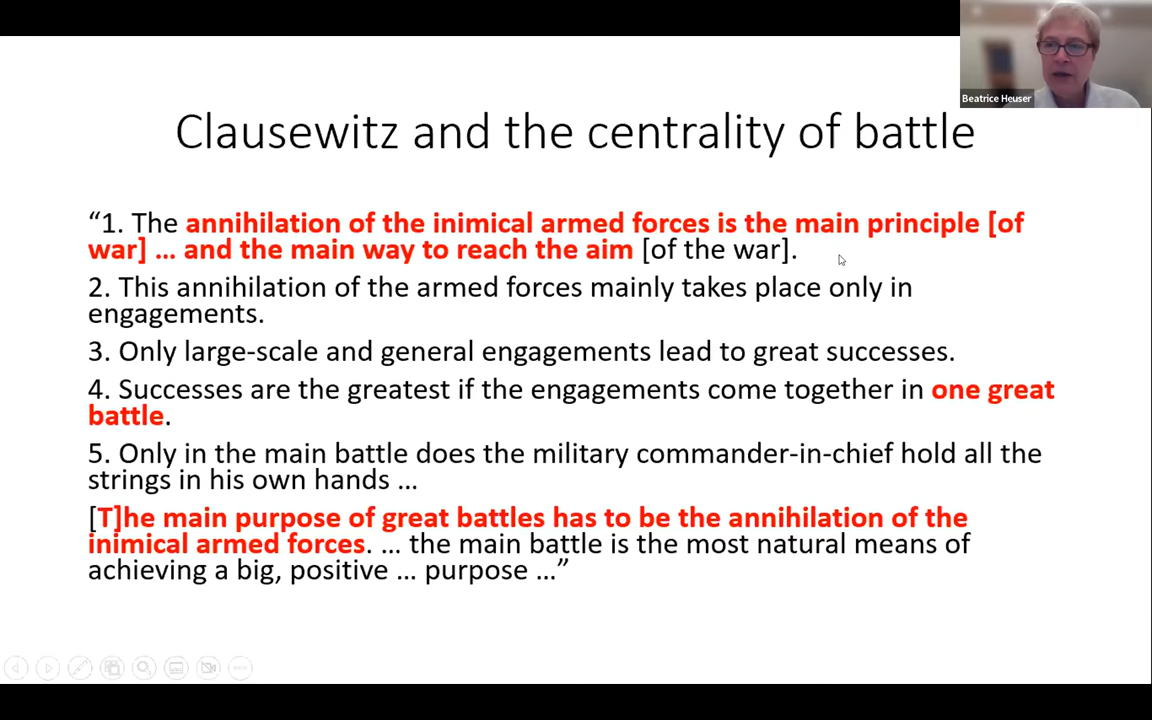 Beatrice Heuser
Clausewitz and the centrality of battle
“1. The annihilation of the inimical armed forces is the main principle [of
war] ... and the main way to reach the aim [of the war].
2. This annihilation of the armed forces mainly takes place only in
engagements.
3. Only large-scale and general engagements lead to great successes.
4. Successes are the greatest if the engagements come together in one great
battle.
5. Only in the main battle does the military commander-in-chief hold all the
strings in his own hands ...
[T]he main purpose of great battles has to be the annihilation of the
inimical armed forces. ... the main battle is the most natural means of
achieving a big, positive ... purpose ...”